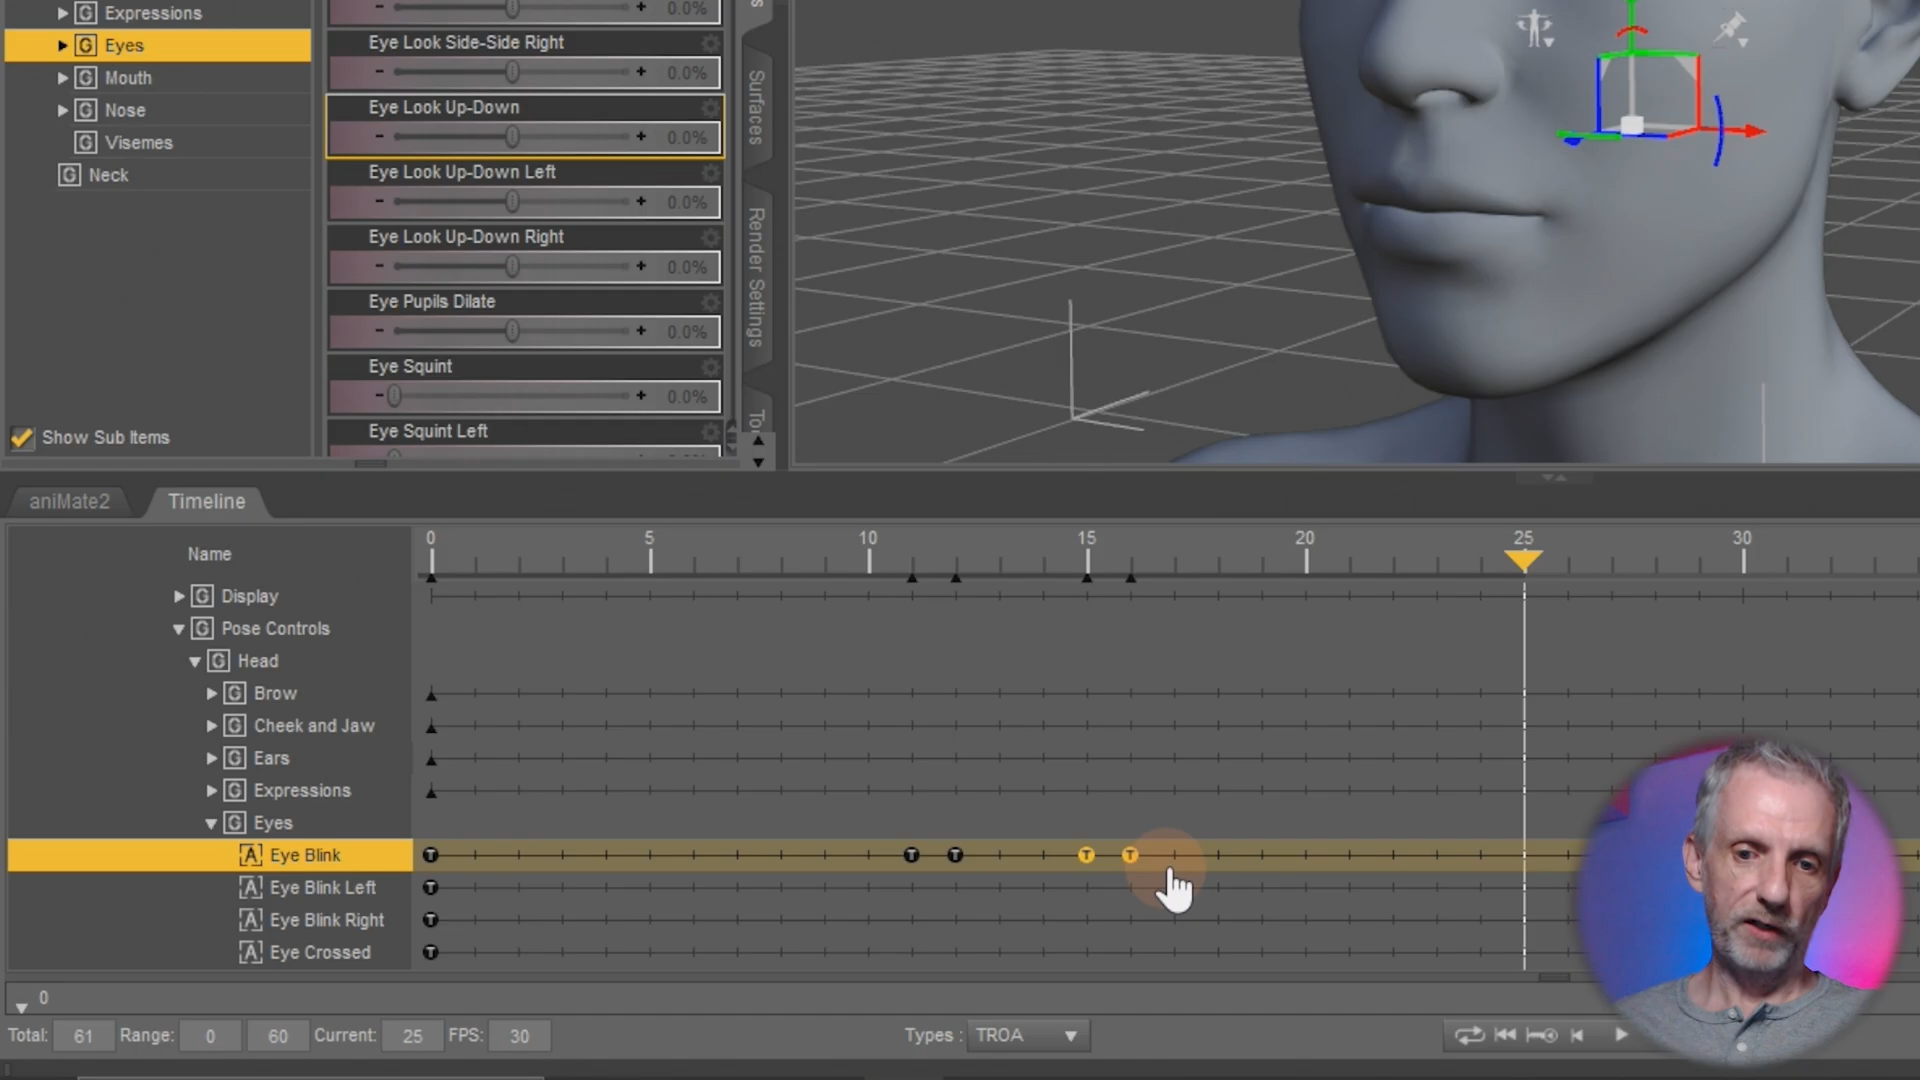 Expressions
Eyes
Mouth
Nose
Visemes
Neck
Show Sub Items
0.0%
Eye Look Side-Side Right
0.0%
Eye Look Up-Down
0.0%
Eye Look Up-Down Left
0.0%
Eye Look Up-Down Right
0.0%
Eye Pupils Dilate
0.0%
Eye Squint
0.0%
Eye Squint Left
Surfaces
Render Settings
aniMate2
Timeline
Name
0 5 10 15 20 25 30
Display
Pose Controls
Head
Brow
Cheek and Jaw
Ears
Expressions
Eyes
Eye Blink
Eye Blink Left
Eye Blink Right
Eye Crossed
0
Total: 61 Range: 0 60 Current: 25 FPS: 30 Types : TROA